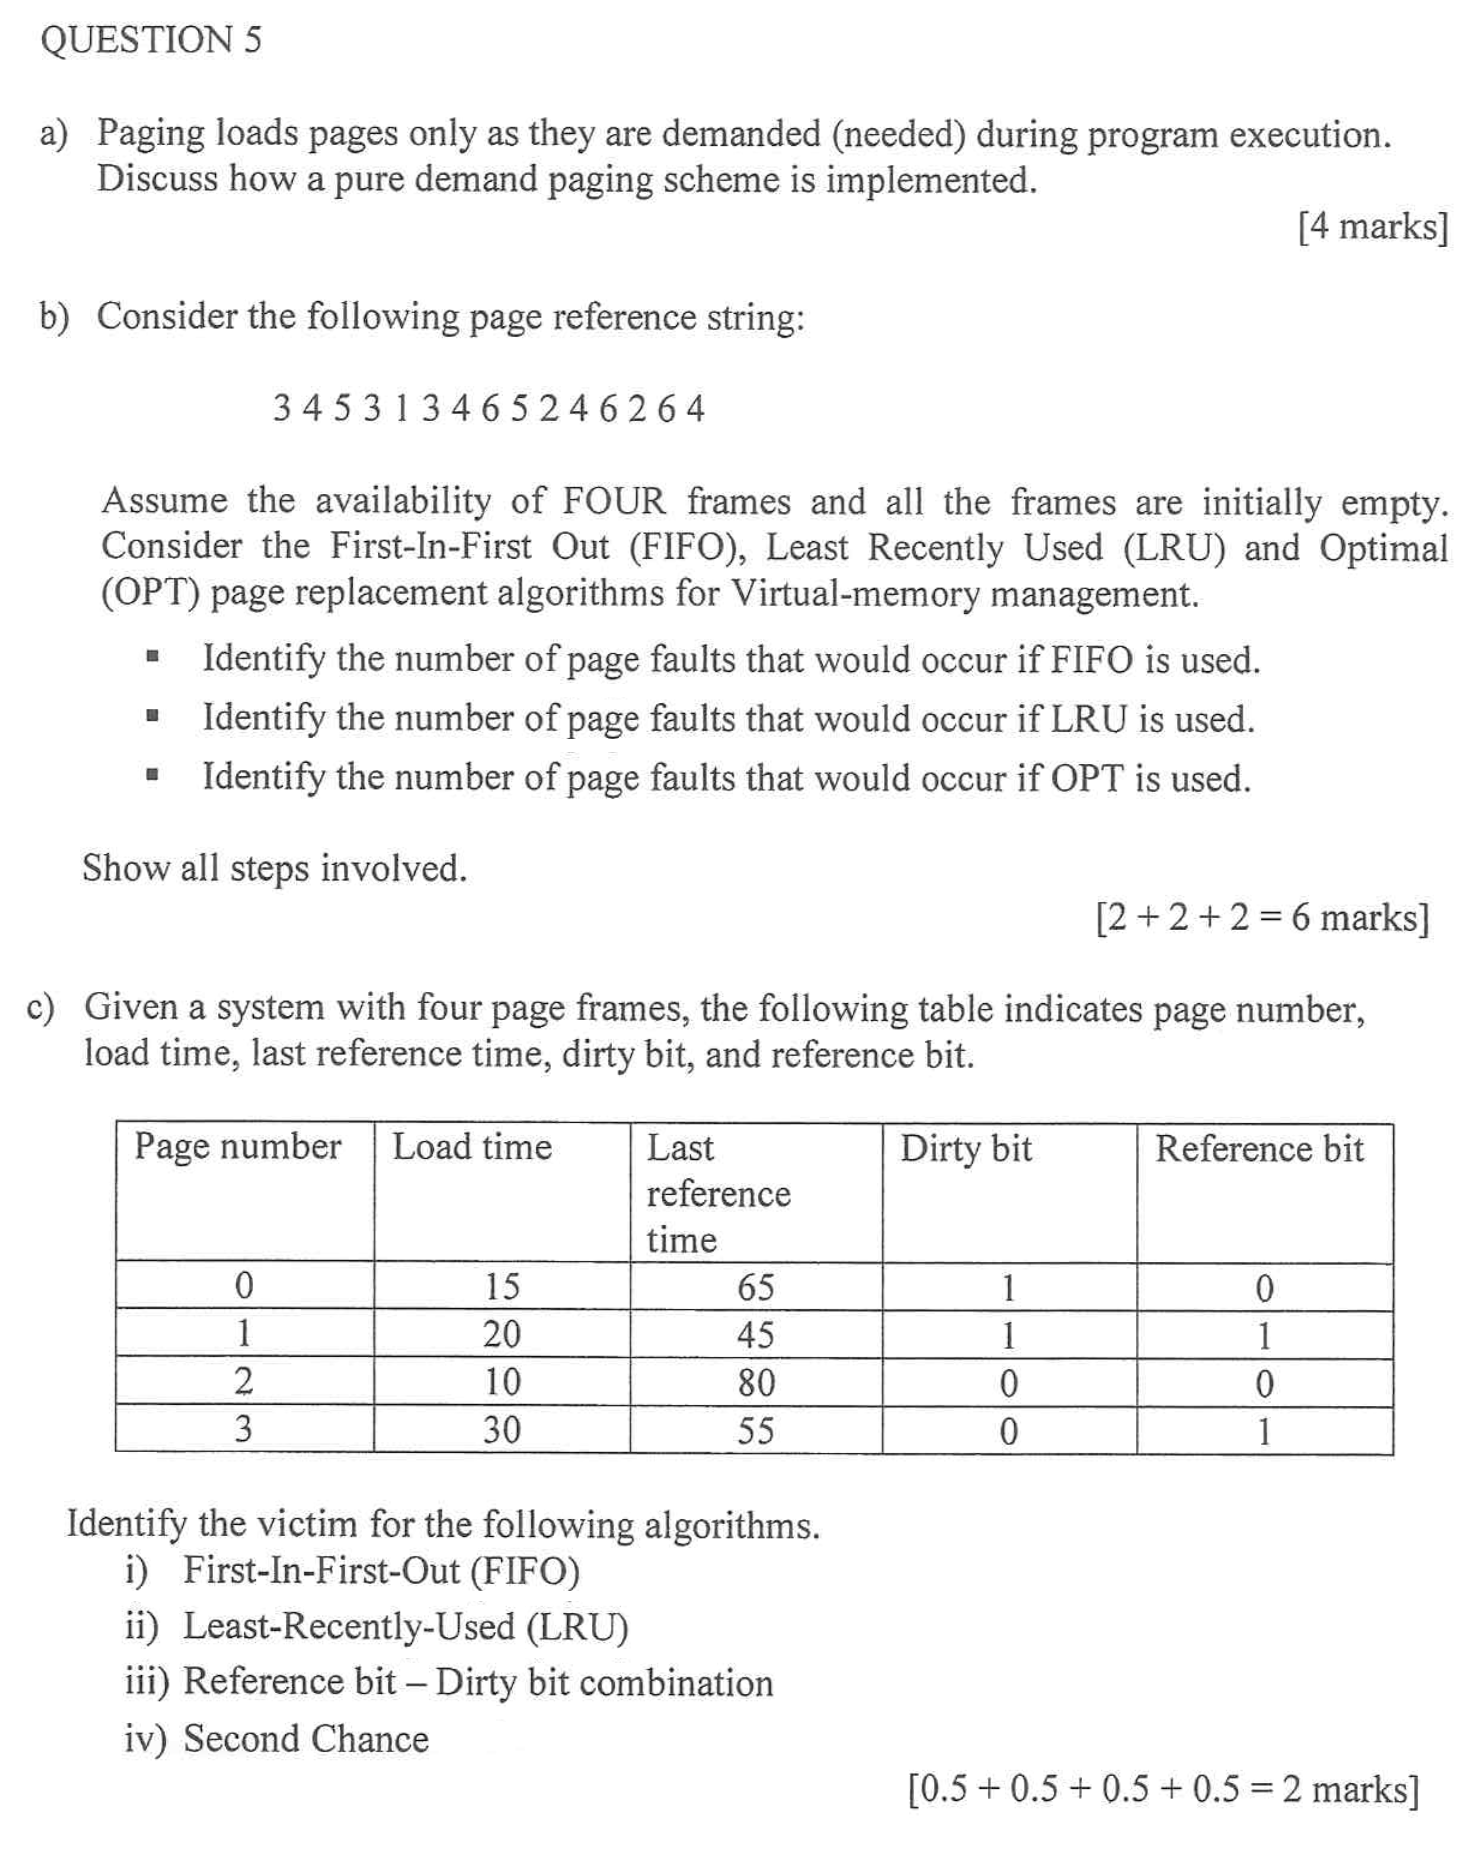 QUESTION 5
a) Paging loads pages only as they are demanded (needed) during program execution.
Discuss how a pure demand paging scheme is implemented.
[4 marks]
b) Consider the following page reference string:
3 4 5 3 1 3 4 6 5 2 4 6 2 6 4
Assume the availability of FOUR frames and all the frames are initially empty.
Consider the First-In-First Out (FIFO), Least Recently Used (LRU) and Optimal
(OPT) page replacement algorithms for Virtual-memory management.
▪ Identify the number of page faults that would occur if FIFO is used.
▪ Identify the number of page faults that would occur if LRU is used.
▪ Identify the number of page faults that would occur if OPT is used.
Show all steps involved.
[2 + 2 + 2 = 6 marks]
c) Given a system with four page frames, the following table indicates page number,
load time, last reference time, dirty bit, and reference bit.
Page number Load time Last Dirty bit Reference bit
reference
time
0 15 65 1 0
1 20 45 1 1
2 10 80 0 0
3 30 55 0 1
Identify the victim for the following algorithms.
i) First-In-First-Out (FIFO)
ii) Least-Recently-Used (LRU)
iii) Reference bit – Dirty bit combination
iv) Second Chance
[0.5 + 0.5 + 0.5 + 0.5 = 2 marks]